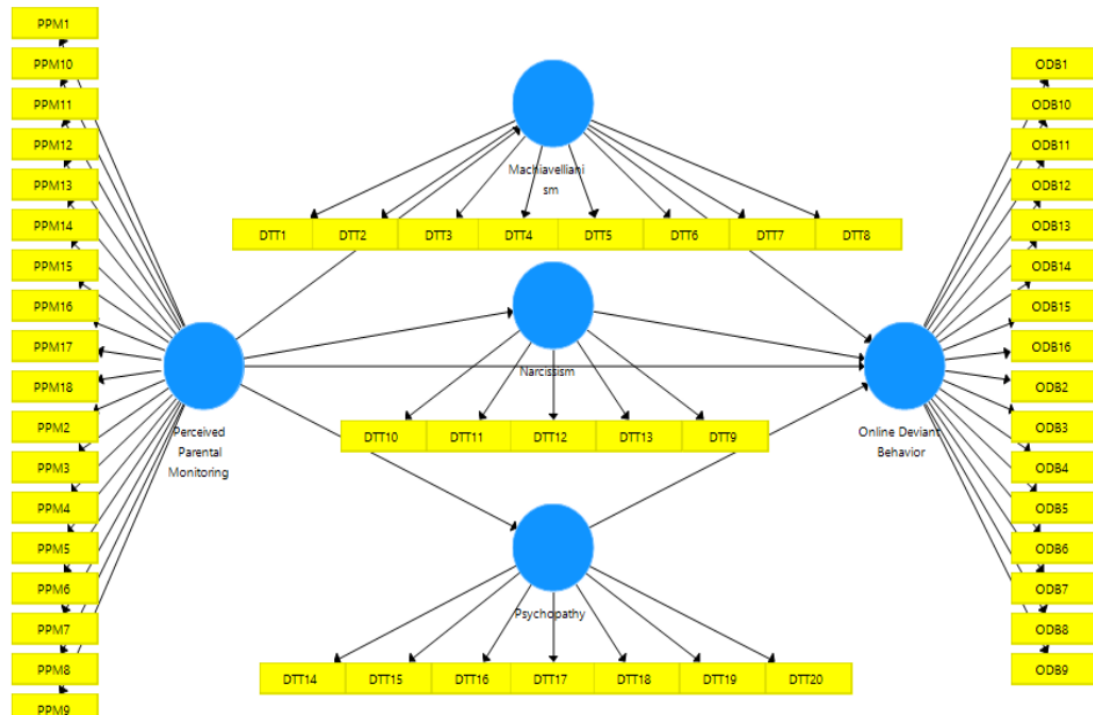 PPM1
PPM10
PPM11
PPM12
PPM13
PPM14
PPM15
PPM16
PPM17
PPM18
PPM2
PPM3
PPM4
PPM5
PPM6
PPM7
PPM8
PPM9
Perceived
Parental
Monitoring
Machiavelliani
sm
DTT1 DTT2 DTT3 DTT4 DTT5 DTT6 DTT7 DTT8
Narcissism
DTT10 DTT11 DTT12 DTT13 DTT9
Psychopathy
DTT14 DTT15 DTT16 DTT17 DTT18 DTT19 DTT20
Online Deviant
Behavior
ODB1
ODB10
ODB11
ODB12
ODB13
ODB14
ODB15
ODB16
ODB2
ODB3
ODB4
ODB5
ODB6
ODB7
ODB8
ODB9